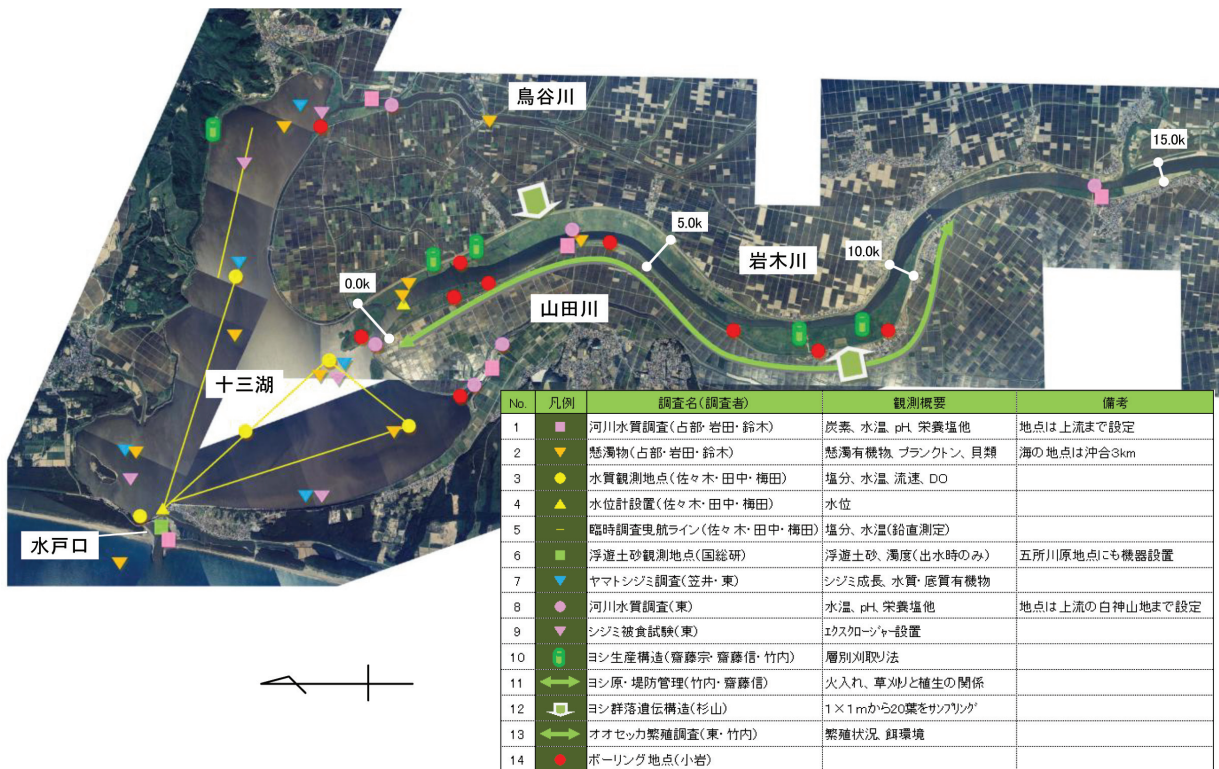 鳥谷川
15.0k
5.0k
岩木川
10.0k
0.0k
山田川
十三湖
水戸口
No. 凡例 調査名(調査者) 観測概要 備考
1 河川水質調査(占部・岩田・鈴木) 炭素、水温、pH、栄養塩他 地点は上流まで設定
2 懸濁物(占部・岩田・鈴木) 懸濁有機物、プランクトン、貝類 海の地点は沖合3km
3 水質観測地点(佐々木・田中・梅田) 塩分、水温、流速、DO
4 水位計設置(佐々木・田中・梅田) 水位
5 臨時調査曳航ライン(佐々木・田中・梅田) 塩分、水温(鉛直測定)
6 浮遊土砂観測地点(国総研) 浮遊土砂、濁度(出水時のみ) 五所川原地点にも機器設置
7 ヤマトシジミ調査(笠井・東) シジミ成長、水質・底質有機物
8 河川水質調査(東) 水温、pH、栄養塩他 地点は上流の白神山地まで設定
9 シジミ被食試験(東) エクスクロージャー設置
10 ヨシ生産構造(齋藤宗・齋藤信・竹内) 層別刈取り法
11 ヨシ原・堤防管理(竹内・齋藤信) 火入れ、草刈りと植生の関係
12 ヨシ群落遺伝構造(杉山) 1×1mから20葉をサンプリング
13 オオセッカ繁殖調査(東・竹内) 繁殖状況、餌環境
14 ボーリング地点(小岩)